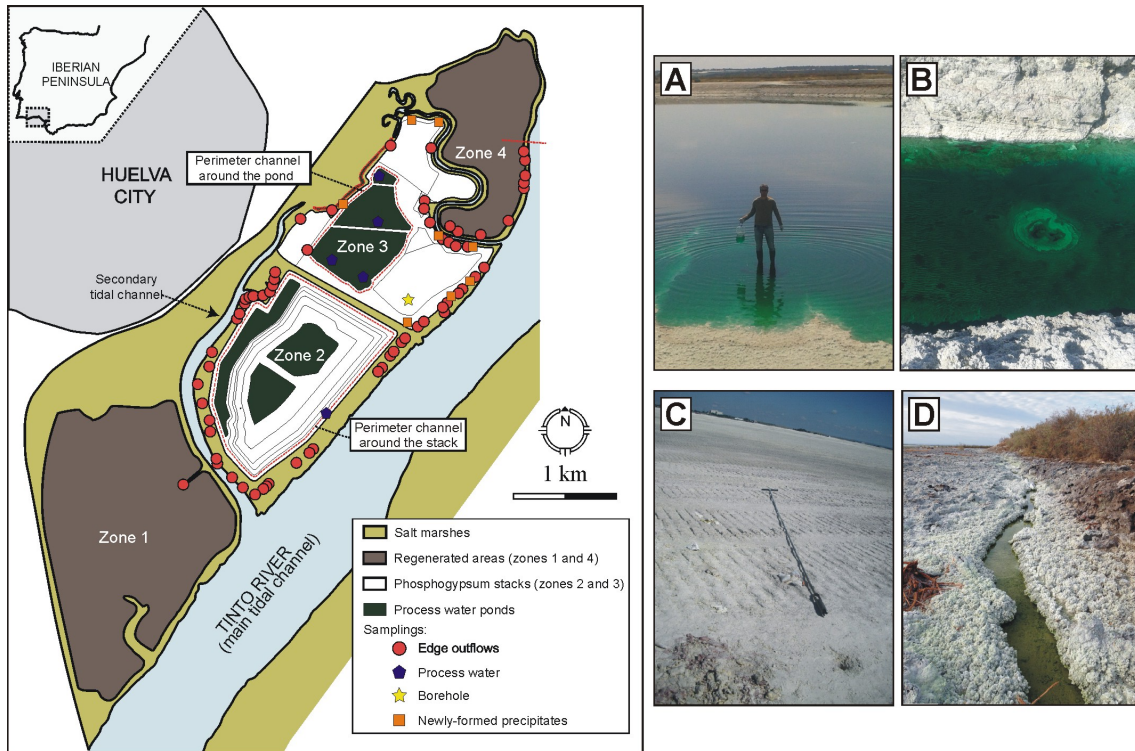 IBERIAN
PENINSULA
HUELVA
CITY
Perimeter channel
around the pond
Zone 4
Zone 3
Secondary
tidal channel
Zone 2
Perimeter channel
around the stack
N
1 km
Zone 1
TINTO RIVER
(main tidal channel)
Salt marshes
Regenerated areas (zones 1 and 4)
Phosphogypsum stacks (zones 2 and 3)
Process water ponds
Samplings:
Edge outflows
Process water
Borehole
Newly-formed precipitates
A
B
C
D